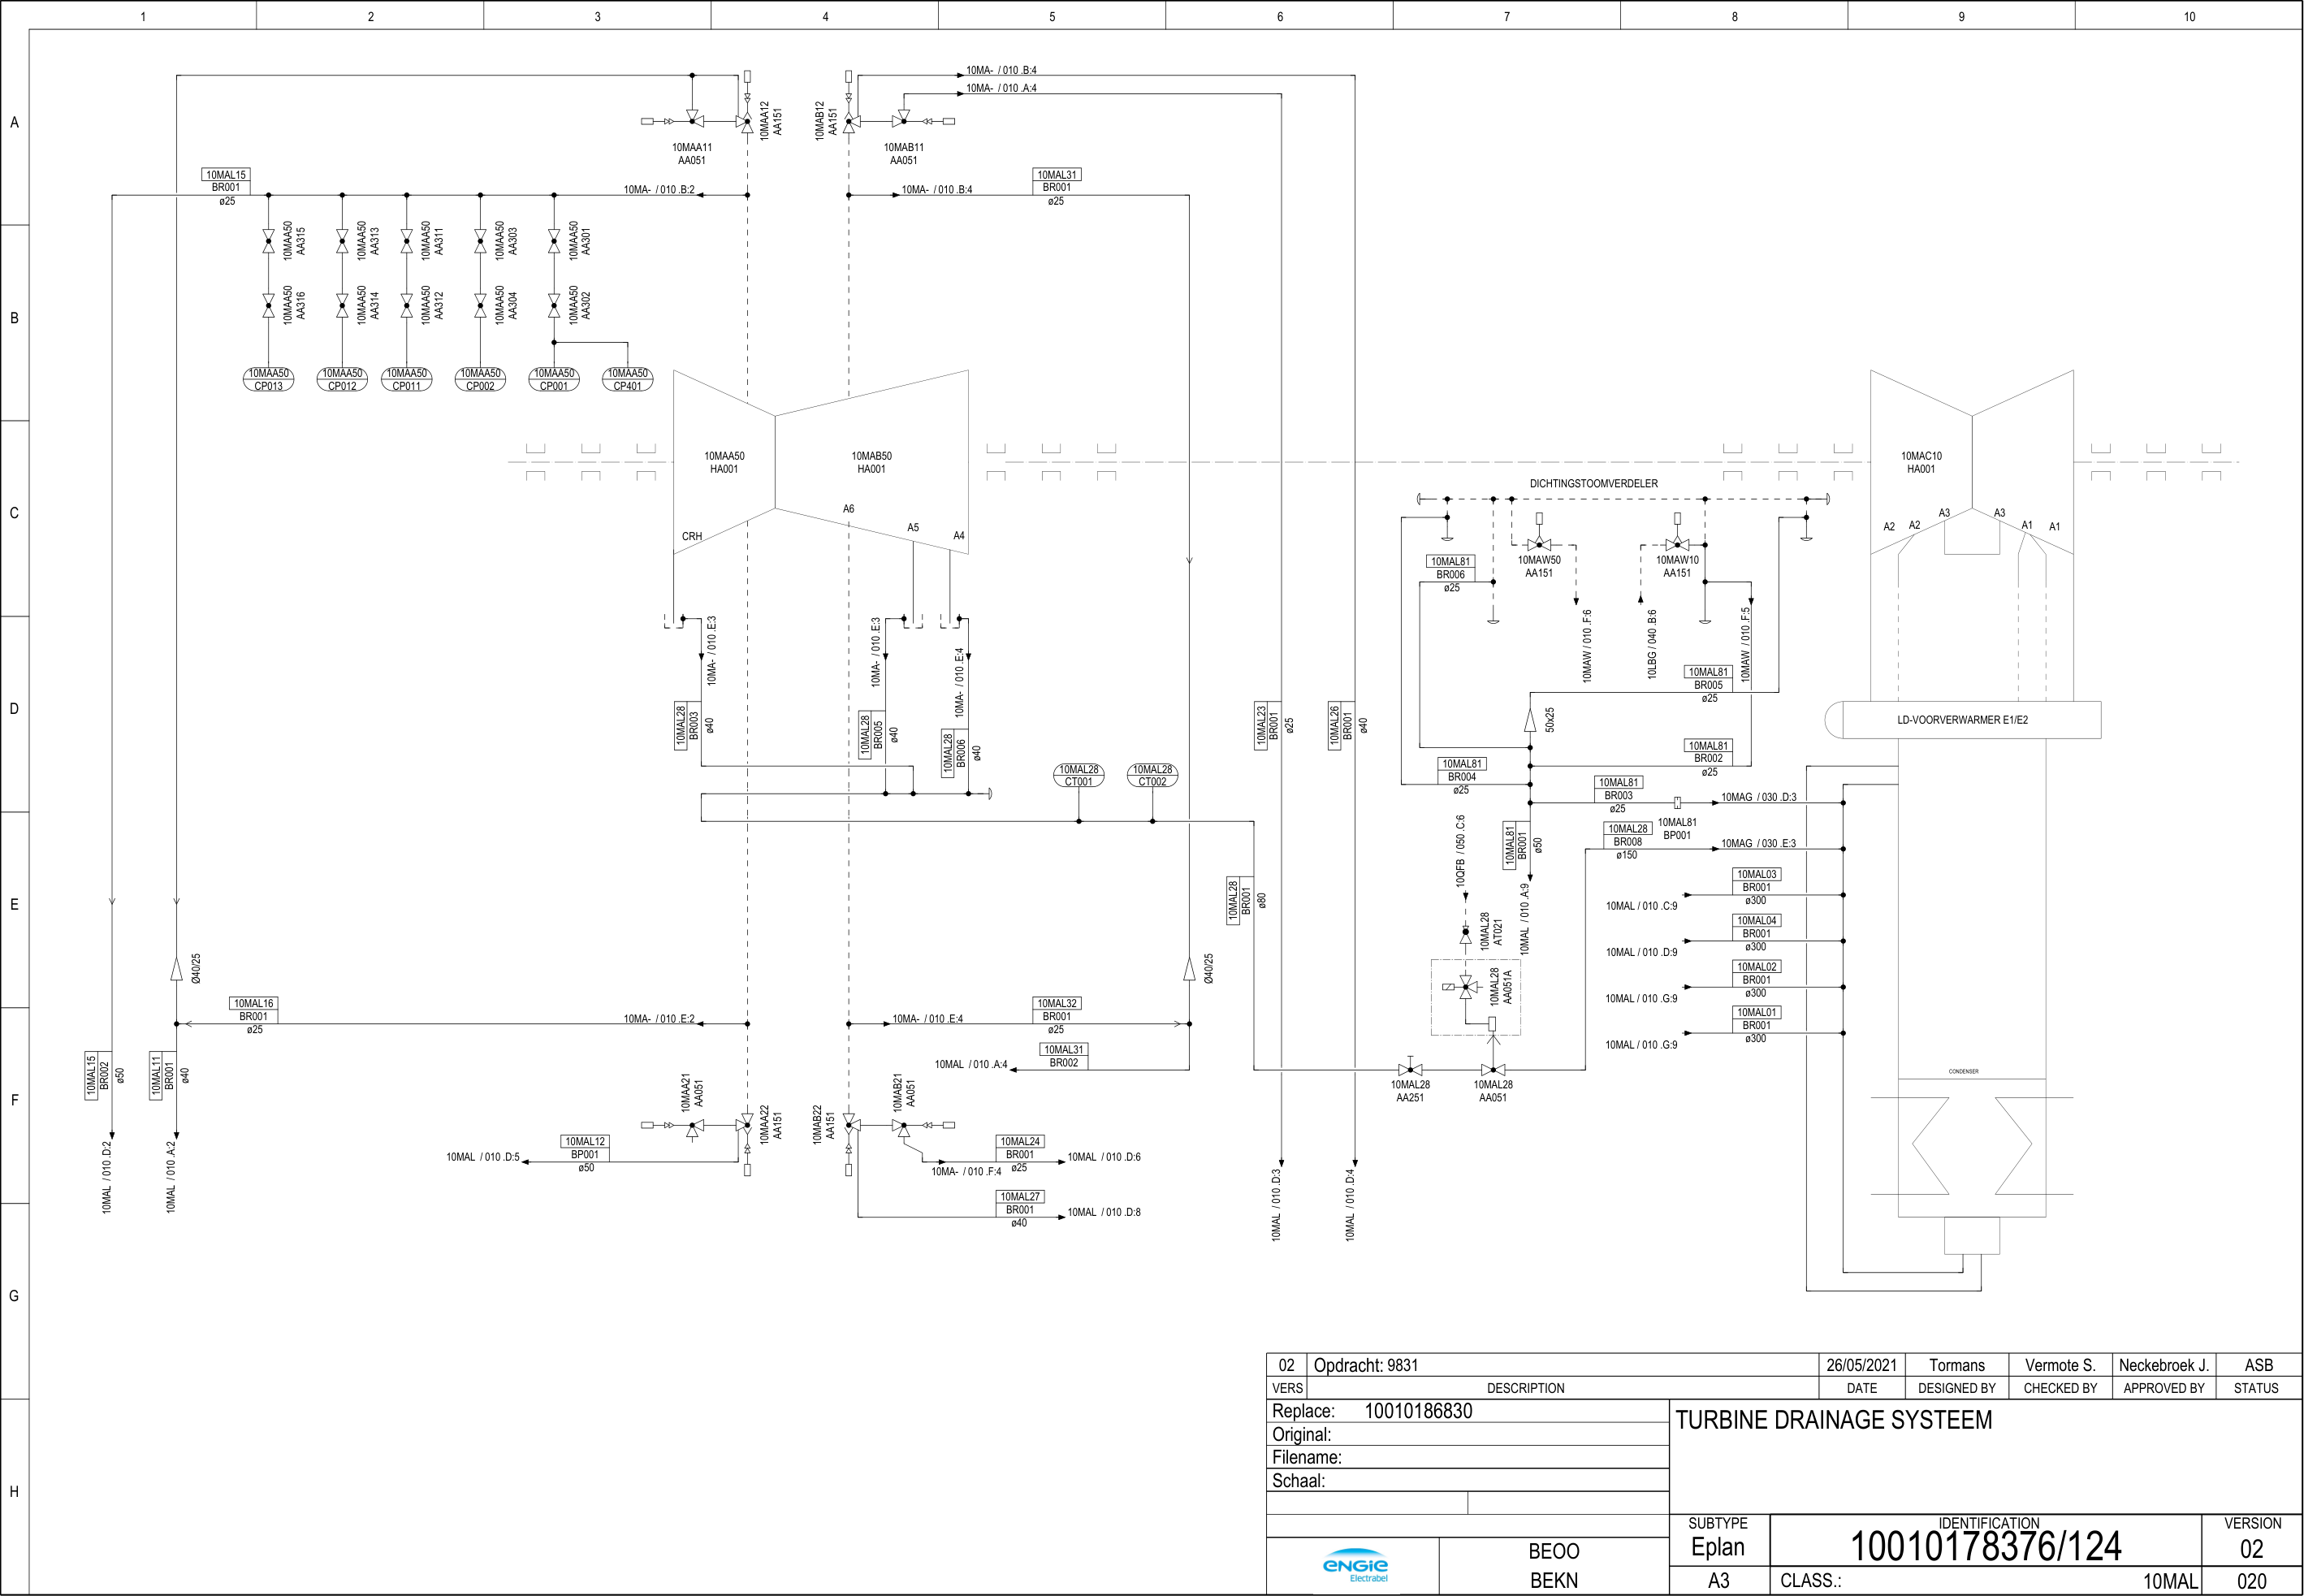 1 2 3 4 5 6 7 8 9 10
A
B
C
D
E
F
G
H
10MA- / 010 .B:4
10MA- / 010 .A:4
10MAA12
AA151
10MAB12
AA151
10MAA11
AA051
10MAB11
AA051
10MAL15
BR001
ø25
10MA- / 010 .B:2
10MA- / 010 .B:4
10MAL31
BR001
ø25
10MAA50
AA315
10MAA50
AA313
10MAA50
AA311
10MAA50
AA303
10MAA50
AA301
10MAA50
AA316
10MAA50
AA314
10MAA50
AA312
10MAA50
AA304
10MAA50
AA302
10MAA50
CP013
10MAA50
CP012
10MAA50
CP011
10MAA50
CP002
10MAA50
CP001
10MAA50
CP401
10MAA50
HA001
10MAB50
HA001
10MAC10
HA001
CRH
A6
A5
A4
DICHTINGSTOOMVERDELER
A2
A2
A3
A3
A1
A1
10MAL81
BR006
ø25
10MAW50
AA151
10MAW10
AA151
10MAW / 010 .F:6
10LBG / 040 .B:6
10MAW / 010 .F:5
10MA- / 010 .E:3
10MA- / 010 .E:3
10MA- / 010 .E:4
10MAL28
BR003
ø40
10MAL28
BR005
ø40
10MAL28
BR006
ø40
10MAL23
BR001
ø25
10MAL26
BR001
ø40
10MAL81
BR005
ø25
50x25
LD-VOORVERWARMER E1/E2
10MAL81
BR002
ø25
10MAL28
CT001
10MAL28
CT002
10MAL81
BR004
ø25
10MAL81
BR003
ø25
10MAG / 030 .D:3
10MAL81
BP001
10MAL81
BR001
ø50
10QFB / 050 .C:6
10MAL28
BR008
ø150
10MAG / 030 .E:3
10MAL28
BR001
ø80
10MAL / 010 .A:9
10MAL28
AT021
10MAL28
AA051A
10MAL03
BR001
ø300
10MAL / 010 .C:9
10MAL04
BR001
ø300
10MAL / 010 .D:9
10MAL02
BR001
ø300
10MAL / 010 .G:9
10MAL01
BR001
ø300
10MAL / 010 .G:9
Ø40/25
Ø40/25
10MAL16
BR001
ø25
10MA- / 010 .E:2
10MA- / 010 .E:4
10MAL32
BR001
ø25
10MAL31
BR002
10MAL / 010 .A:4
10MAL15
BR002
ø50
10MAL11
BR001
ø40
10MAL / 010 .D:2
10MAL / 010 .A:2
10MAA21
AA051
10MAA22
AA151
10MAB22
AA151
10MAB21
AA051
10MAL28
AA251
10MAL28
AA051
CONDENSER
10MAL12
BP001
ø50
10MAL / 010 .D:5
10MAL24
BR001
ø25
10MA- / 010 .F:4
10MAL / 010 .D:6
10MAL27
BR001
ø40
10MAL / 010 .D:8
10MAL / 010 .D:3
10MAL / 010 .D:4
02 Opdracht: 9831 26/05/2021 Tormans Vermote S. Neckebroek J. ASB
VERS DESCRIPTION DATE DESIGNED BY CHECKED BY APPROVED BY STATUS
Replace: 10010186830
Original:
Filename:
Schaal:
TURBINE DRAINAGE SYSTEEM
ENGIE
Electrabel
BEOO
BEKN
SUBTYPE
Eplan
A3
IDENTIFICATION
10010178376/124
CLASS.: 10MAL
VERSION
02
020